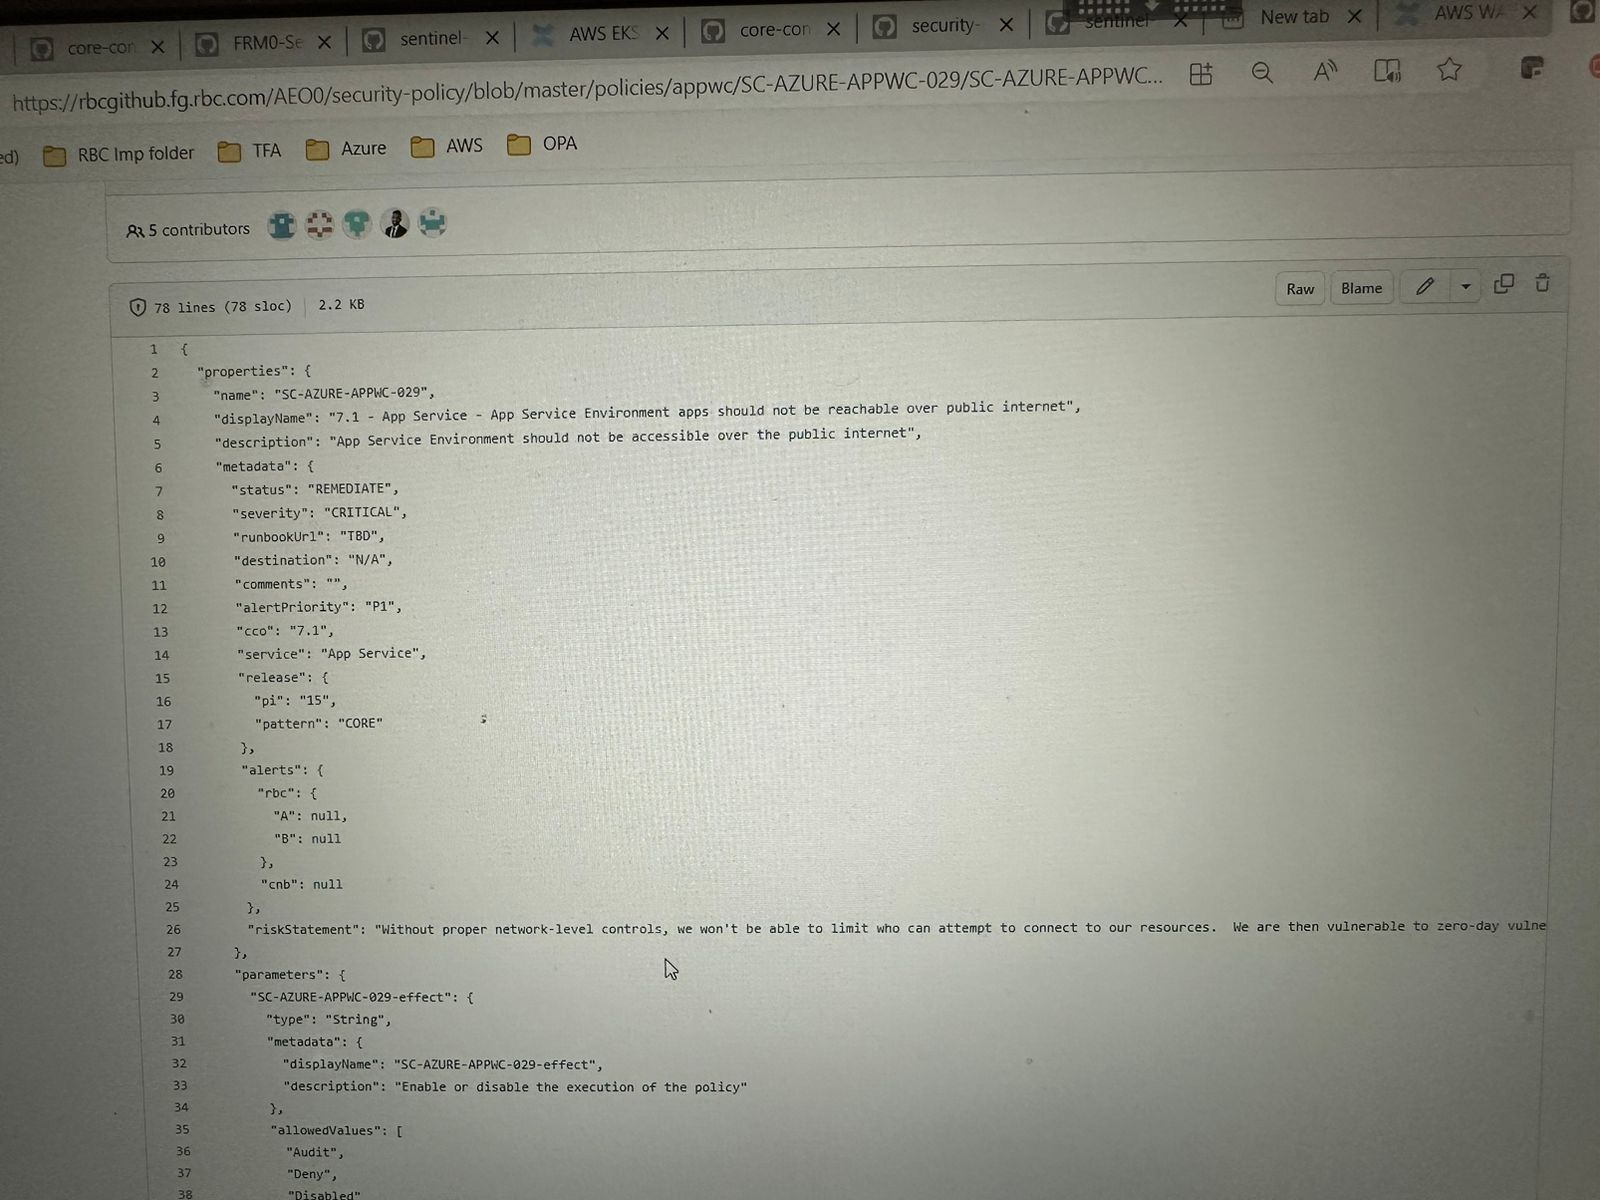 core-con
FRM0-Se
sentinel-
AWS EKS
core-con
security-
sentinel-
New tab
AWS WA
https://rbcgithub.fg.rbc.com/AEO0/security-policy/blob/master/policies/appwc/SC-AZURE-APPWC-029/SC-AZURE-APPWC...
ed)
RBC Imp folder
TFA
Azure
AWS
OPA
5 contributors
78 lines (78 sloc) 2.2 KB
Raw
Blame
1 {
2 "properties": {
3 "name": "SC-AZURE-APPWC-029",
4 "displayName": "7.1 - App Service - App Service Environment apps should not be reachable over public internet",
5 "description": "App Service Environment should not be accessible over the public internet",
6 "metadata": {
7 "status": "REMEDIATE",
8 "severity": "CRITICAL",
9 "runbookUrl": "TBD",
10 "destination": "N/A",
11 "comments": "",
12 "alertPriority": "P1",
13 "cco": "7.1",
14 "service": "App Service",
15 "release": {
16 "pi": "15",
17 "pattern": "CORE"
18 },
19 "alerts": {
20 "rbc": {
21 "A": null,
22 "B": null
23 },
24 "cnb": null
25 },
26 "riskStatement": "Without proper network-level controls, we won't be able to limit who can attempt to connect to our resources.  We are then vulnerable to zero-day vulne
27 },
28 "parameters": {
29 "SC-AZURE-APPWC-029-effect": {
30 "type": "String",
31 "metadata": {
32 "displayName": "SC-AZURE-APPWC-029-effect",
33 "description": "Enable or disable the execution of the policy"
34 },
35 "allowedValues": [
36 "Audit",
37 "Deny",
38 "Disabled"